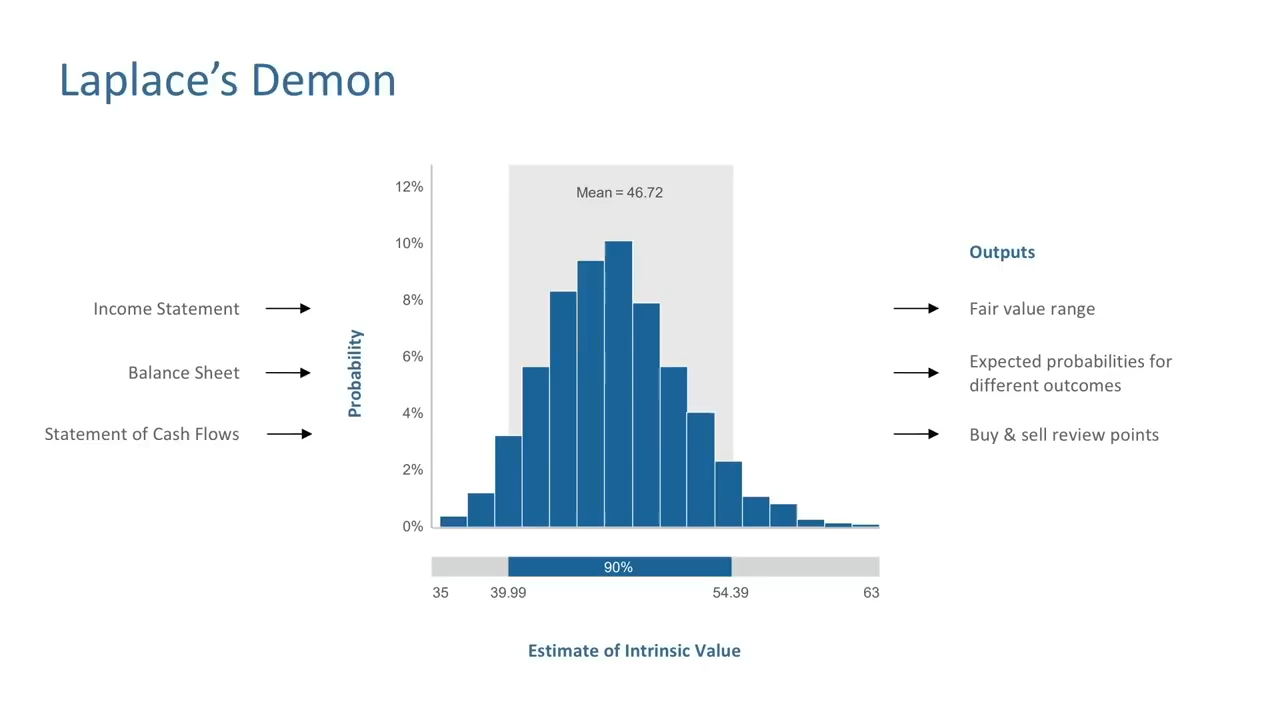 Laplace’s Demon
Income Statement
Balance Sheet
Statement of Cash Flows
Probability
12%
10%
8%
6%
4%
2%
0%
Mean = 46.72
90%
35
39.99
54.39
63
Estimate of Intrinsic Value
Outputs
Fair value range
Expected probabilities for
different outcomes
Buy & sell review points